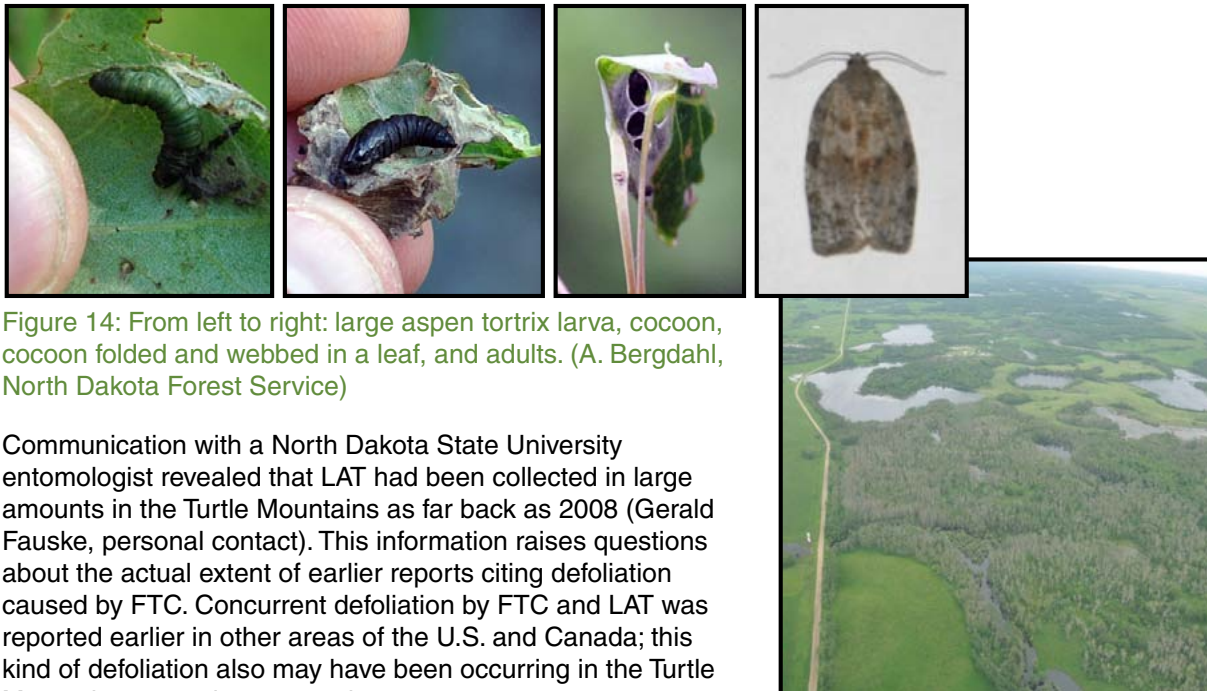 Figure 14: From left to right: large aspen tortrix larva, cocoon,
cocoon folded and webbed in a leaf, and adults. (A. Bergdahl,
North Dakota Forest Service)
Communication with a North Dakota State University
entomologist revealed that LAT had been collected in large
amounts in the Turtle Mountains as far back as 2008 (Gerald
Fauske, personal contact). This information raises questions
about the actual extent of earlier reports citing defoliation
caused by FTC. Concurrent defoliation by FTC and LAT was
reported earlier in other areas of the U.S. and Canada; this
kind of defoliation also may have been occurring in the Turtle